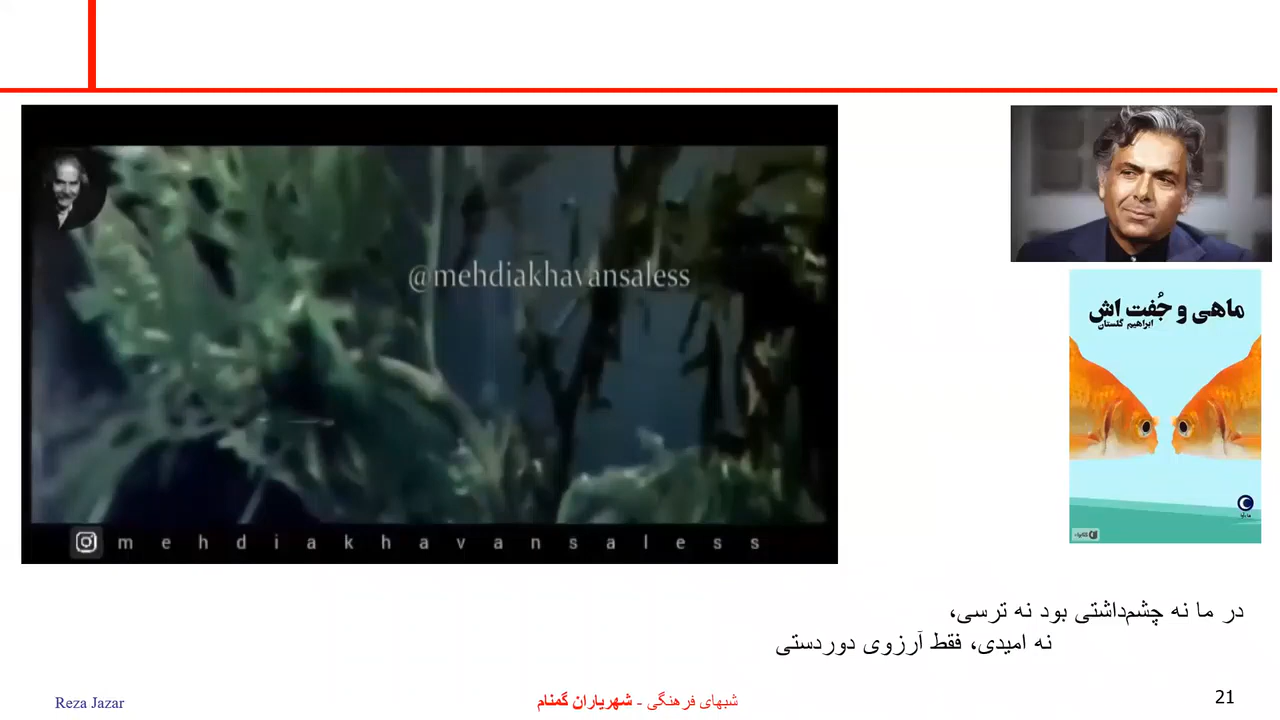 @mehdiakhavansaless
mehdiakhavansaless
ماهی و جُفت اش
ابراهیم گلستان
در ما نه چشم‌داشتی بود نه ترسی،
نه امیدی، فقط آرزوی دوردستی
Reza Jazar
شبهای فرهنگی - شهریاران گمنام
21